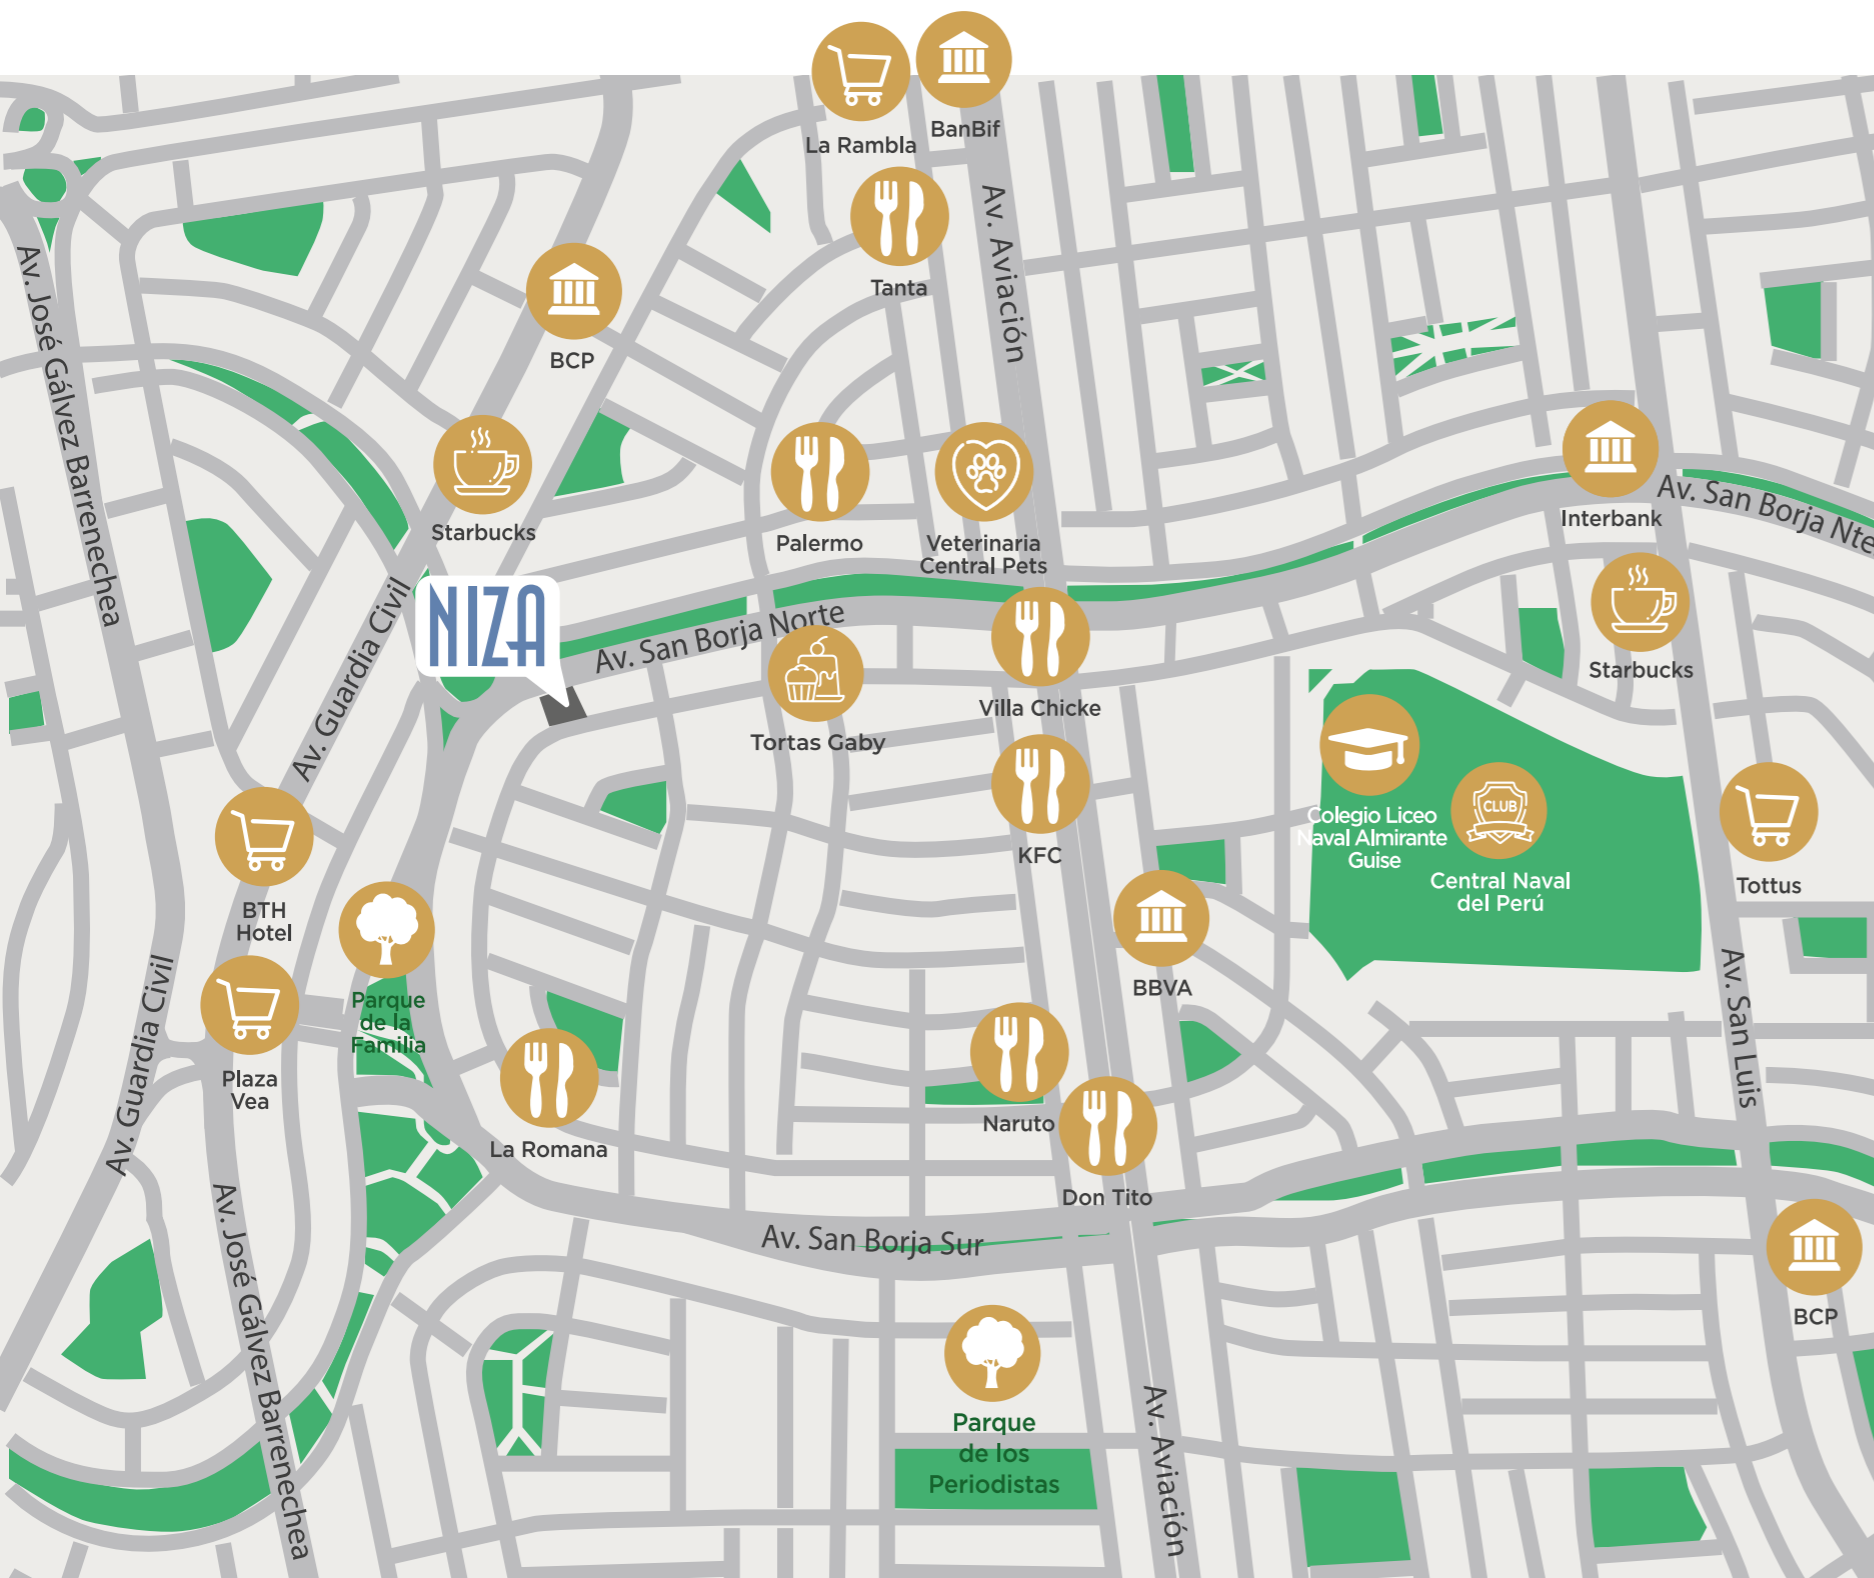 La Rambla
BanBif
Tanta
Av. Aviación
BCP
Av. José Gálvez Barrenechea
Starbucks
Palermo
Veterinaria
Central Pets
Interbank
Av. San Borja Nte
NIZA
Av. Guardia Civil
Av. San Borja Norte
Tortas Gaby
Villa Chicke
Starbucks
KFC
Colegio Liceo
Naval Almirante
Guise
CLUB
Central Naval
del Perú
Tottus
BTH
Hotel
BBVA
Parque
de la
Familia
Plaza
Vea
Av. Guardia Civil
La Romana
Naruto
Don Tito
Av. San Luis
Av. San Borja Sur
Av. José Gálvez Barrenechea
BCP
Parque
de los
Periodistas
Av. Aviación